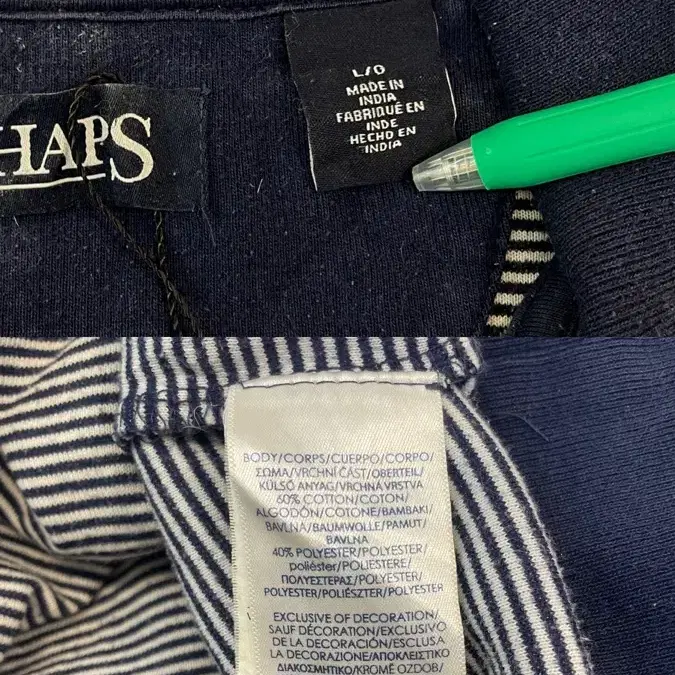 HAPS
L/G
MADE IN
INDIA
FABRIQUÉ EN
INDE
HECHO EN
INDIA
BODY/CORPS/CUERPO/CORPO/
ΣΩΜΑ/VRCHNÍ ČÁST/OBERTEIL/
KÜLSŐ ANYAG/VRCHNÁ VRSTVA
60% COTTON/COTON/
ALGODÓN/COTONE/BAMBAKI/
BAVLNA/BAUMWOLLE/PAMUT/
BAVLNA
40% POLYESTER/POLYESTER/
poliéster/POLIESTERE/
ΠΟΛΥΕΣΤΕΡΑΣ/POLYESTER/
POLYESTER/POLIÉSZTER/POLYESTER
EXCLUSIVE OF DECORATION/
SAUF DÉCORATION/EXCLUSIVO
DE LA DECORACIÓN/ESCLUSA
LA DECORAZIONE/ΑΠΟΚΛΕΙΣΤΙΚΟ
ΔΙΑΚΟΣΜΗΤΙΚΟ/KROMĚ OZDOB/